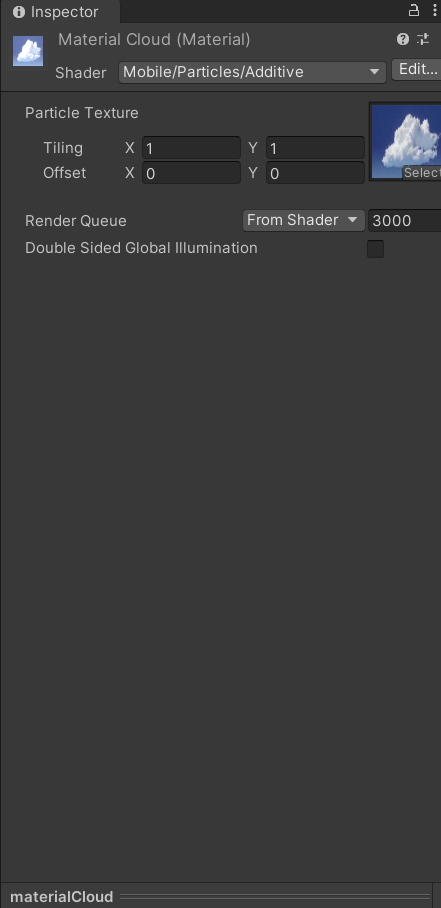 Inspector
Material Cloud (Material)
Shader Mobile/Particles/Additive Edit...
Particle Texture
Tiling X 1 Y 1
Select
Offset X 0 Y 0
Render Queue From Shader 3000
Double Sided Global Illumination
materialCloud